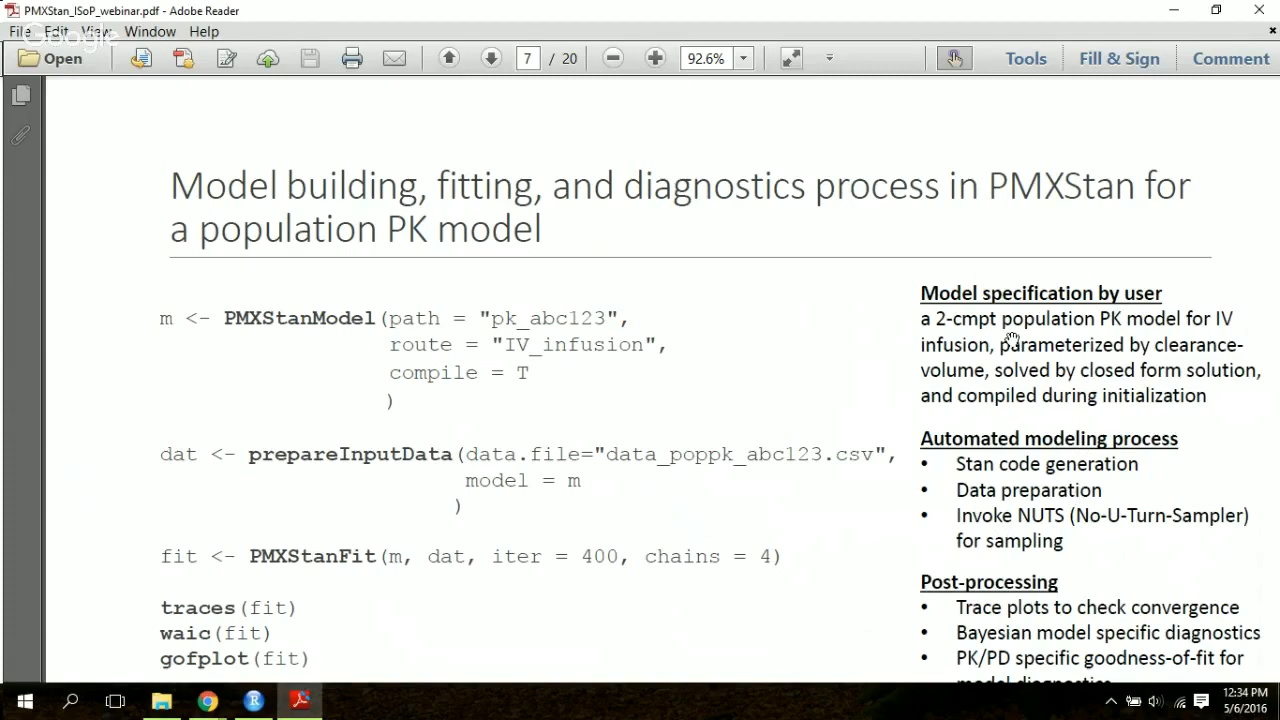 PMXStan_ISoP_webinar.pdf - Adobe Reader
File Edit View Window Help
Google
Open 7 / 20 92.6% Tools Fill & Sign Comment
Model building, fitting, and diagnostics process in PMXStan for
a population PK model
m <- PMXStanModel(path = "pk_abc123",
route = "IV_infusion",
compile = T
)
dat <- prepareInputData(data.file="data_poppk_abc123.csv",
model = m
)
fit <- PMXStanFit(m, dat, iter = 400, chains = 4)
traces(fit)
waic(fit)
gofplot(fit)
Model specification by user
a 2-cmpt population PK model for IV
infusion, parameterized by clearance-
volume, solved by closed form solution,
and compiled during initialization
Automated modeling process
• Stan code generation
• Data preparation
• Invoke NUTS (No-U-Turn-Sampler)
for sampling
Post-processing
• Trace plots to check convergence
• Bayesian model specific diagnostics
• PK/PD specific goodness-of-fit for
model diagnostics
12:34 PM
5/6/2016